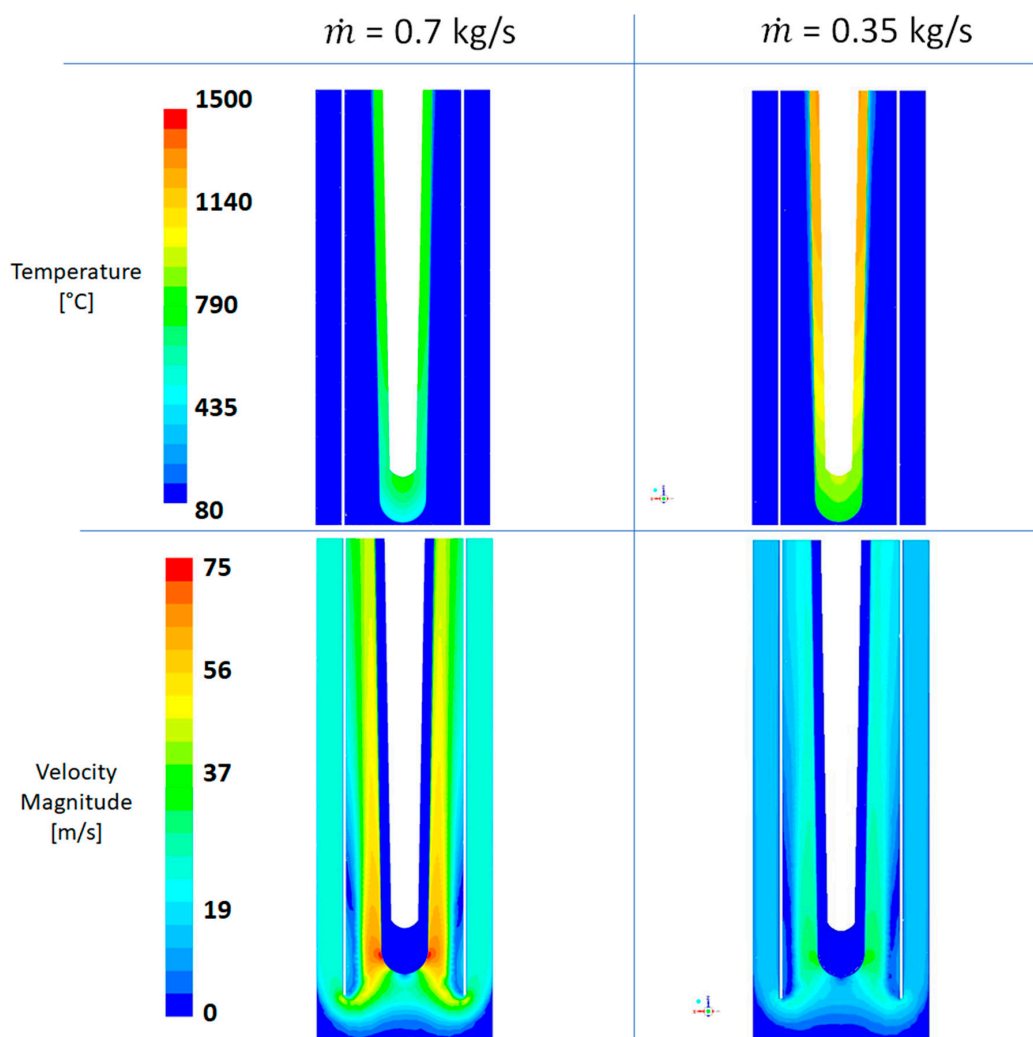 ṁ = 0.7 kg/s
ṁ = 0.35 kg/s
Temperature
[°C]
1500
1140
790
435
80
Velocity
Magnitude
[m/s]
75
56
37
19
0